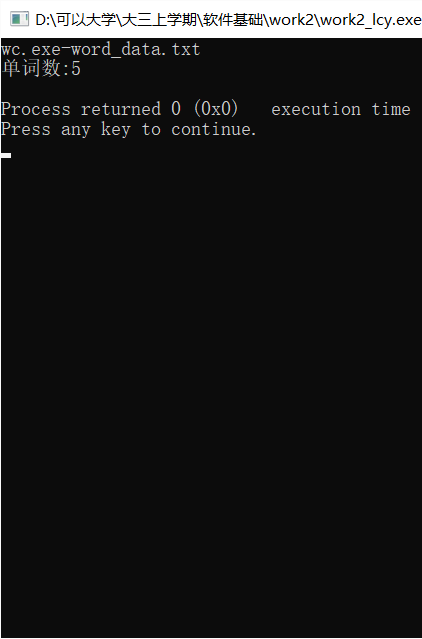 D:\可以大学\大三上学期\软件基础\work2\work2_lcy.exe
wc.exe-word_data.txt
单词数:5
Process returned 0 (0x0)   execution time
Press any key to continue.